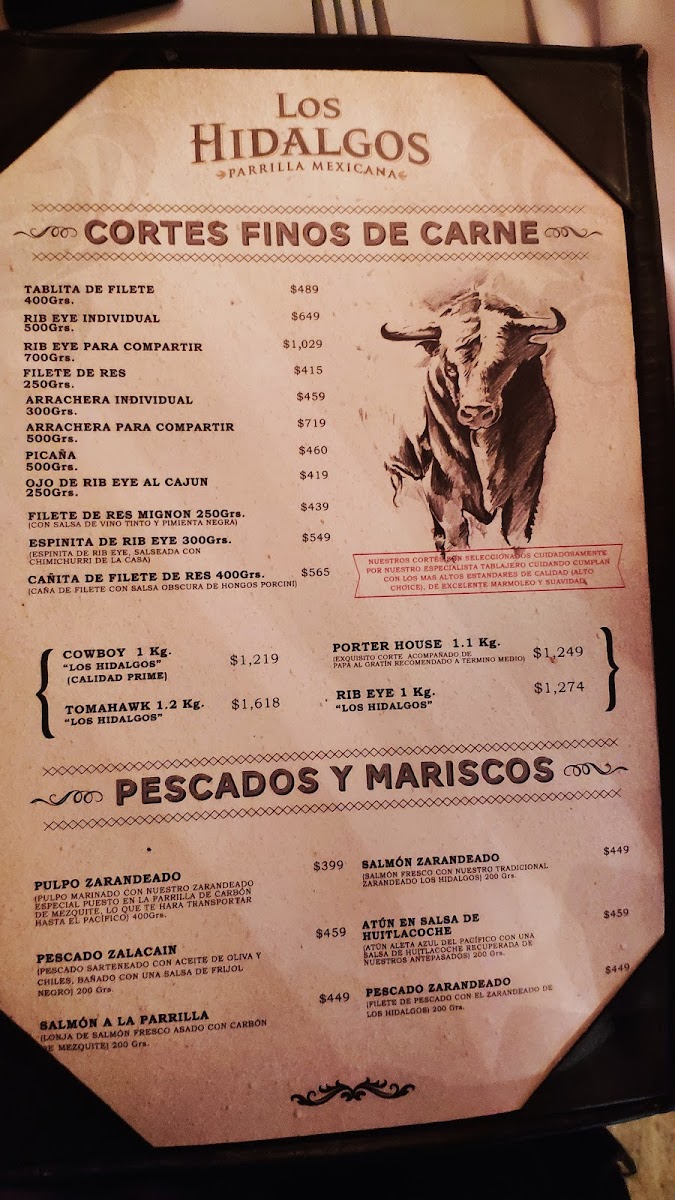 LOS
HIDALGOS
PARRILLA MEXICANA
CORTES FINOS DE CARNE
TABLITA DE FILETE $489
400Grs.
RIB EYE INDIVIDUAL $649
500Grs.
RIB EYE PARA COMPARTIR $1,029
700Grs.
FILETE DE RES $415
250Grs.
ARRACHERA INDIVIDUAL $459
300Grs.
ARRACHERA PARA COMPARTIR $719
500Grs.
PICAÑA $460
500Grs.
OJO DE RIB EYE AL CAJUN $419
250Grs.
FILETE DE RES MIGNON 250Grs. $439
(CON SALSA DE VINO TINTO Y PIMIENTA NEGRA)
ESPINITA DE RIB EYE 300Grs. $549
(ESPINITA DE RIB EYE, SALSEADA CON
CHIMICHURRI DE LA CASA)
CAÑITA DE FILETE DE RES 400Grs. $565
(CAÑA DE FILETE CON SALSA OBSCURA DE HONGOS PORCINI)
NUESTROS CORTES SON SELECCIONADOS CUIDADOSAMENTE
POR NUESTRO ESPECIALISTA TABLAJERO CUIDANDO CUMPLAN
CON LOS MAS ALTOS ESTANDARES DE CALIDAD (ALTO
CHOICE), DE EXCELENTE MARMOLEO Y SUAVIDAD.
COWBOY 1 Kg. $1,219
"LOS HIDALGOS"
(CALIDAD PRIME)
TOMAHAWK 1.2 Kg. $1,618
"LOS HIDALGOS"
PORTER HOUSE 1.1 Kg. $1,249
(EXQUISITO CORTE ACOMPAÑADO DE
PAPA AL GRATÍN RECOMENDADO A TERMINO MEDIO)
RIB EYE 1 Kg. $1,274
"LOS HIDALGOS"
PESCADOS Y MARISCOS
PULPO ZARANDEADO $399
(PULPO MARINADO CON NUESTRO ZARANDEADO
ESPECIAL PUESTO EN LA PARRILLA DE CARBÓN
DE MEZQUITE, LO QUE TE HARA TRANSPORTAR
HASTA EL PACÍFICO) 400Grs.
PESCADO ZALACAIN $459
(PESCADO SARTENEADO CON ACEITE DE OLIVA Y
CHILES, BAÑADO CON UNA SALSA DE FRIJOL
NEGRO) 200 Grs.
SALMÓN A LA PARRILLA $449
(LONJA DE SALMÓN FRESCO ASADO CON CARBÓN
DE MEZQUITE) 200 Grs.
SALMÓN ZARANDEADO $449
(SALMÓN FRESCO CON NUESTRO TRADICIONAL
ZARANDEADO LOS HIDALGOS) 200 Grs.
ATÚN EN SALSA DE $459
HUITLACOCHE
(ATÚN ALETA AZUL DEL PACÍFICO CON UNA
SALSA DE HUITLACOCHE RECUPERADA DE
NUESTROS ANTEPASADOS) 200 Grs.
PESCADO ZARANDEADO $449
(FILETE DE PESCADO CON EL ZARANDEADO DE
LOS HIDALGOS) 200 Grs.